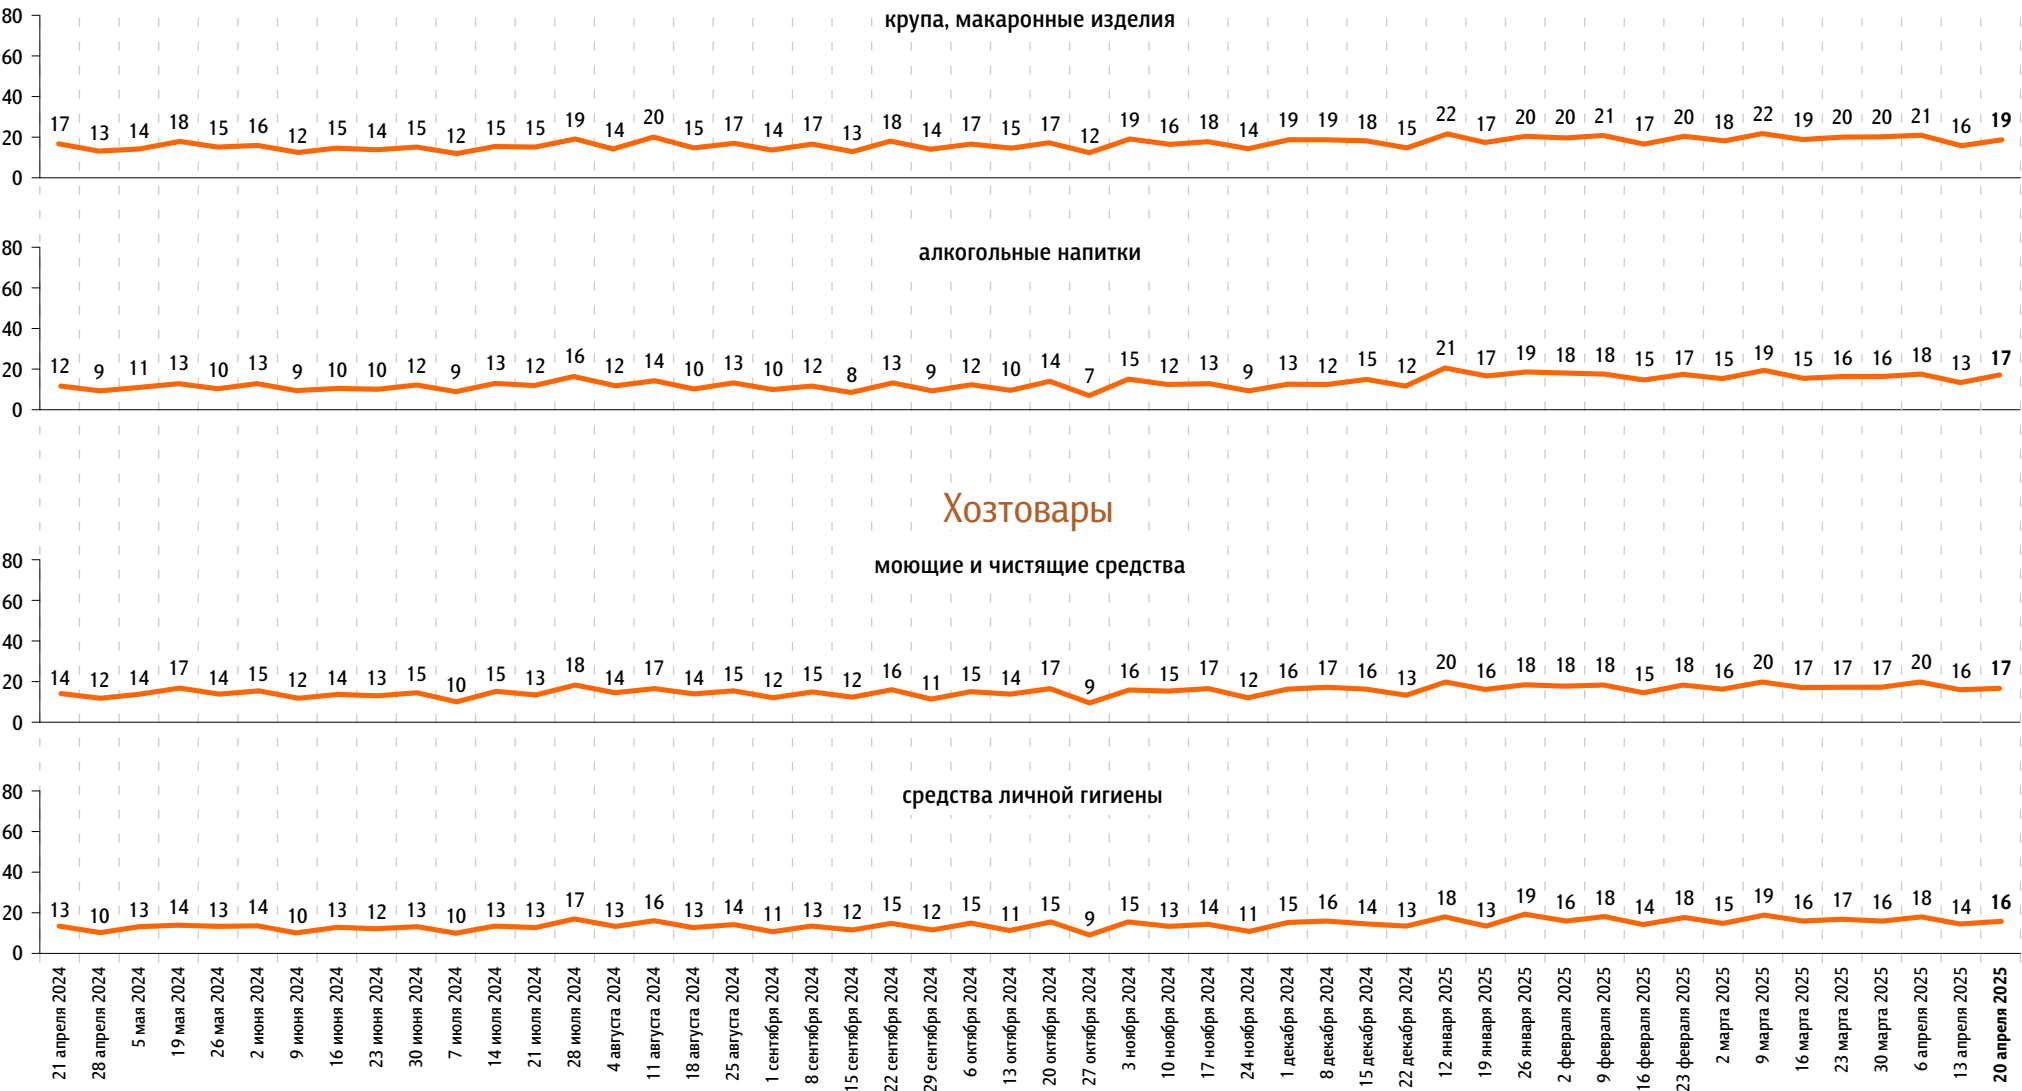 крупа, макаронные изделия
80
60
40
20
0
17 13 14 18 15 16 12 15 14 15 12 15 15 19 14 20 15 17 14 17 13 18 14 17 15 17 12 19 16 18 14 19 19 18 15 22 17 20 20 21 17 20 18 22 19 20 20 21 16 19
алкогольные напитки
80
60
40
20
0
12 9 11 13 10 13 9 10 10 12 9 13 12 16 12 14 10 13 10 12 8 13 9 12 10 14 7 15 12 13 9 13 12 15 12 21 17 19 18 18 15 17 15 19 15 16 16 18 13 17
Хозтовары
моющие и чистящие средства
80
60
40
20
0
14 12 14 17 14 15 12 14 13 15 10 15 13 18 14 17 14 15 12 15 12 16 11 15 14 17 9 16 15 17 12 16 17 16 13 20 16 18 18 18 15 18 16 20 17 17 17 20 16 17
средства личной гигиены
80
60
40
20
0
13 10 13 14 13 14 10 13 12 13 10 13 13 17 13 16 13 14 11 13 12 15 12 15 11 15 9 15 13 14 11 15 16 14 13 18 13 19 16 18 14 18 15 19 16 17 16 18 14 16
21 апреля 2024
28 апреля 2024
5 мая 2024
19 мая 2024
26 мая 2024
2 июня 2024
9 июня 2024
16 июня 2024
23 июня 2024
30 июня 2024
7 июля 2024
14 июля 2024
21 июля 2024
28 июля 2024
4 августа 2024
11 августа 2024
18 августа 2024
25 августа 2024
1 сентября 2024
8 сентября 2024
15 сентября 2024
22 сентября 2024
29 сентября 2024
6 октября 2024
13 октября 2024
20 октября 2024
27 октября 2024
3 ноября 2024
10 ноября 2024
17 ноября 2024
24 ноября 2024
1 декабря 2024
8 декабря 2024
15 декабря 2024
22 декабря 2024
12 января 2025
19 января 2025
26 января 2025
2 февраля 2025
9 февраля 2025
16 февраля 2025
23 февраля 2025
2 марта 2025
9 марта 2025
16 марта 2025
23 марта 2025
30 марта 2025
6 апреля 2025
13 апреля 2025
20 апреля 2025